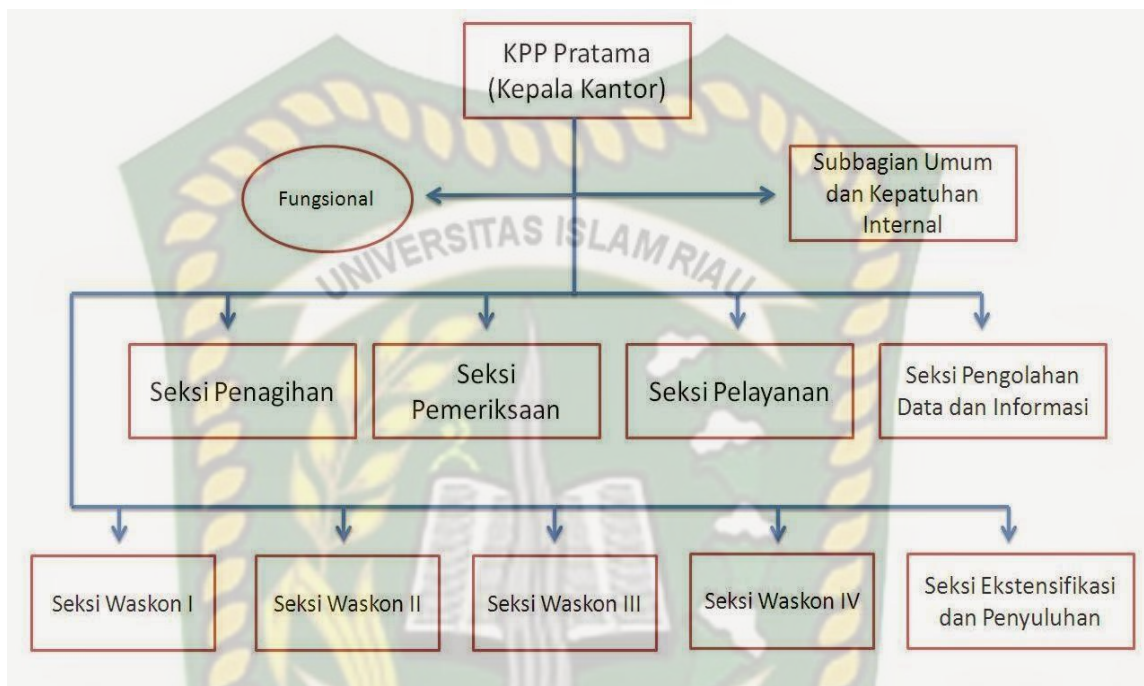 KPP Pratama
(Kepala Kantor)
Fungsional
Subbagian Umum
dan Kepatuhan
Internal
UNIVERSITAS ISLAM RIAU
Seksi Penagihan
Seksi
Pemeriksaan
Seksi Pelayanan
Seksi Pengolahan
Data dan Informasi
Seksi Waskon I
Seksi Waskon II
Seksi Waskon III
Seksi Waskon IV
Seksi Ekstensifikasi
dan Penyuluhan